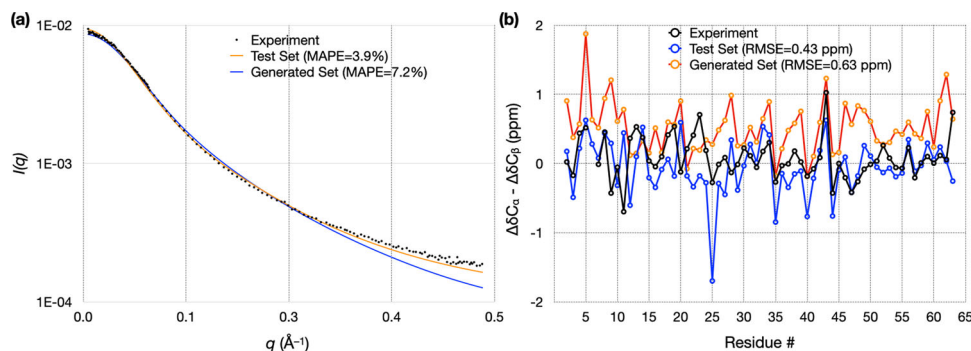 (a)
1E-02
1E-03
1E-04
I(q)
Experiment
Test Set (MAPE=3.9%)
Generated Set (MAPE=7.2%)
0
0.1
0.2
0.3
0.4
0.5
q (Å⁻¹)
(b)
2
1
0
-1
-2
ΔδCα - ΔδCβ (ppm)
Experiment
Test Set (RMSE=0.43 ppm)
Generated Set (RMSE=0.63 ppm)
5 10 15 20 25 30 35 40 45 50 55 60 65
Residue #